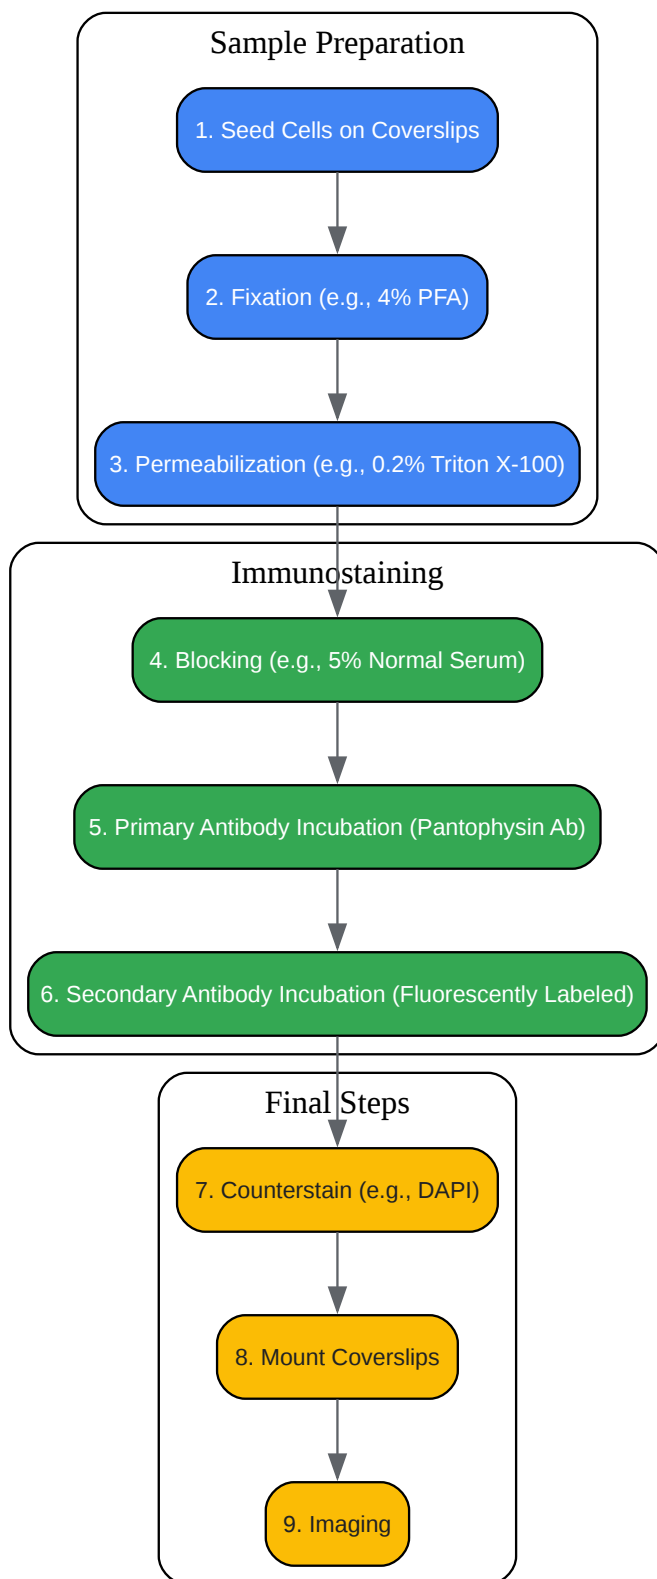 Sample Preparation
1. Seed Cells on Coverslips
2. Fixation (e.g., 4% PFA)
3. Permeabilization (e.g., 0.2% Triton X-100)
Immunostaining
4. Blocking (e.g., 5% Normal Serum)
5. Primary Antibody Incubation (Pantophysin Ab)
6. Secondary Antibody Incubation (Fluorescently Labeled)
Final Steps
7. Counterstain (e.g., DAPI)
8. Mount Coverslips
9. Imaging